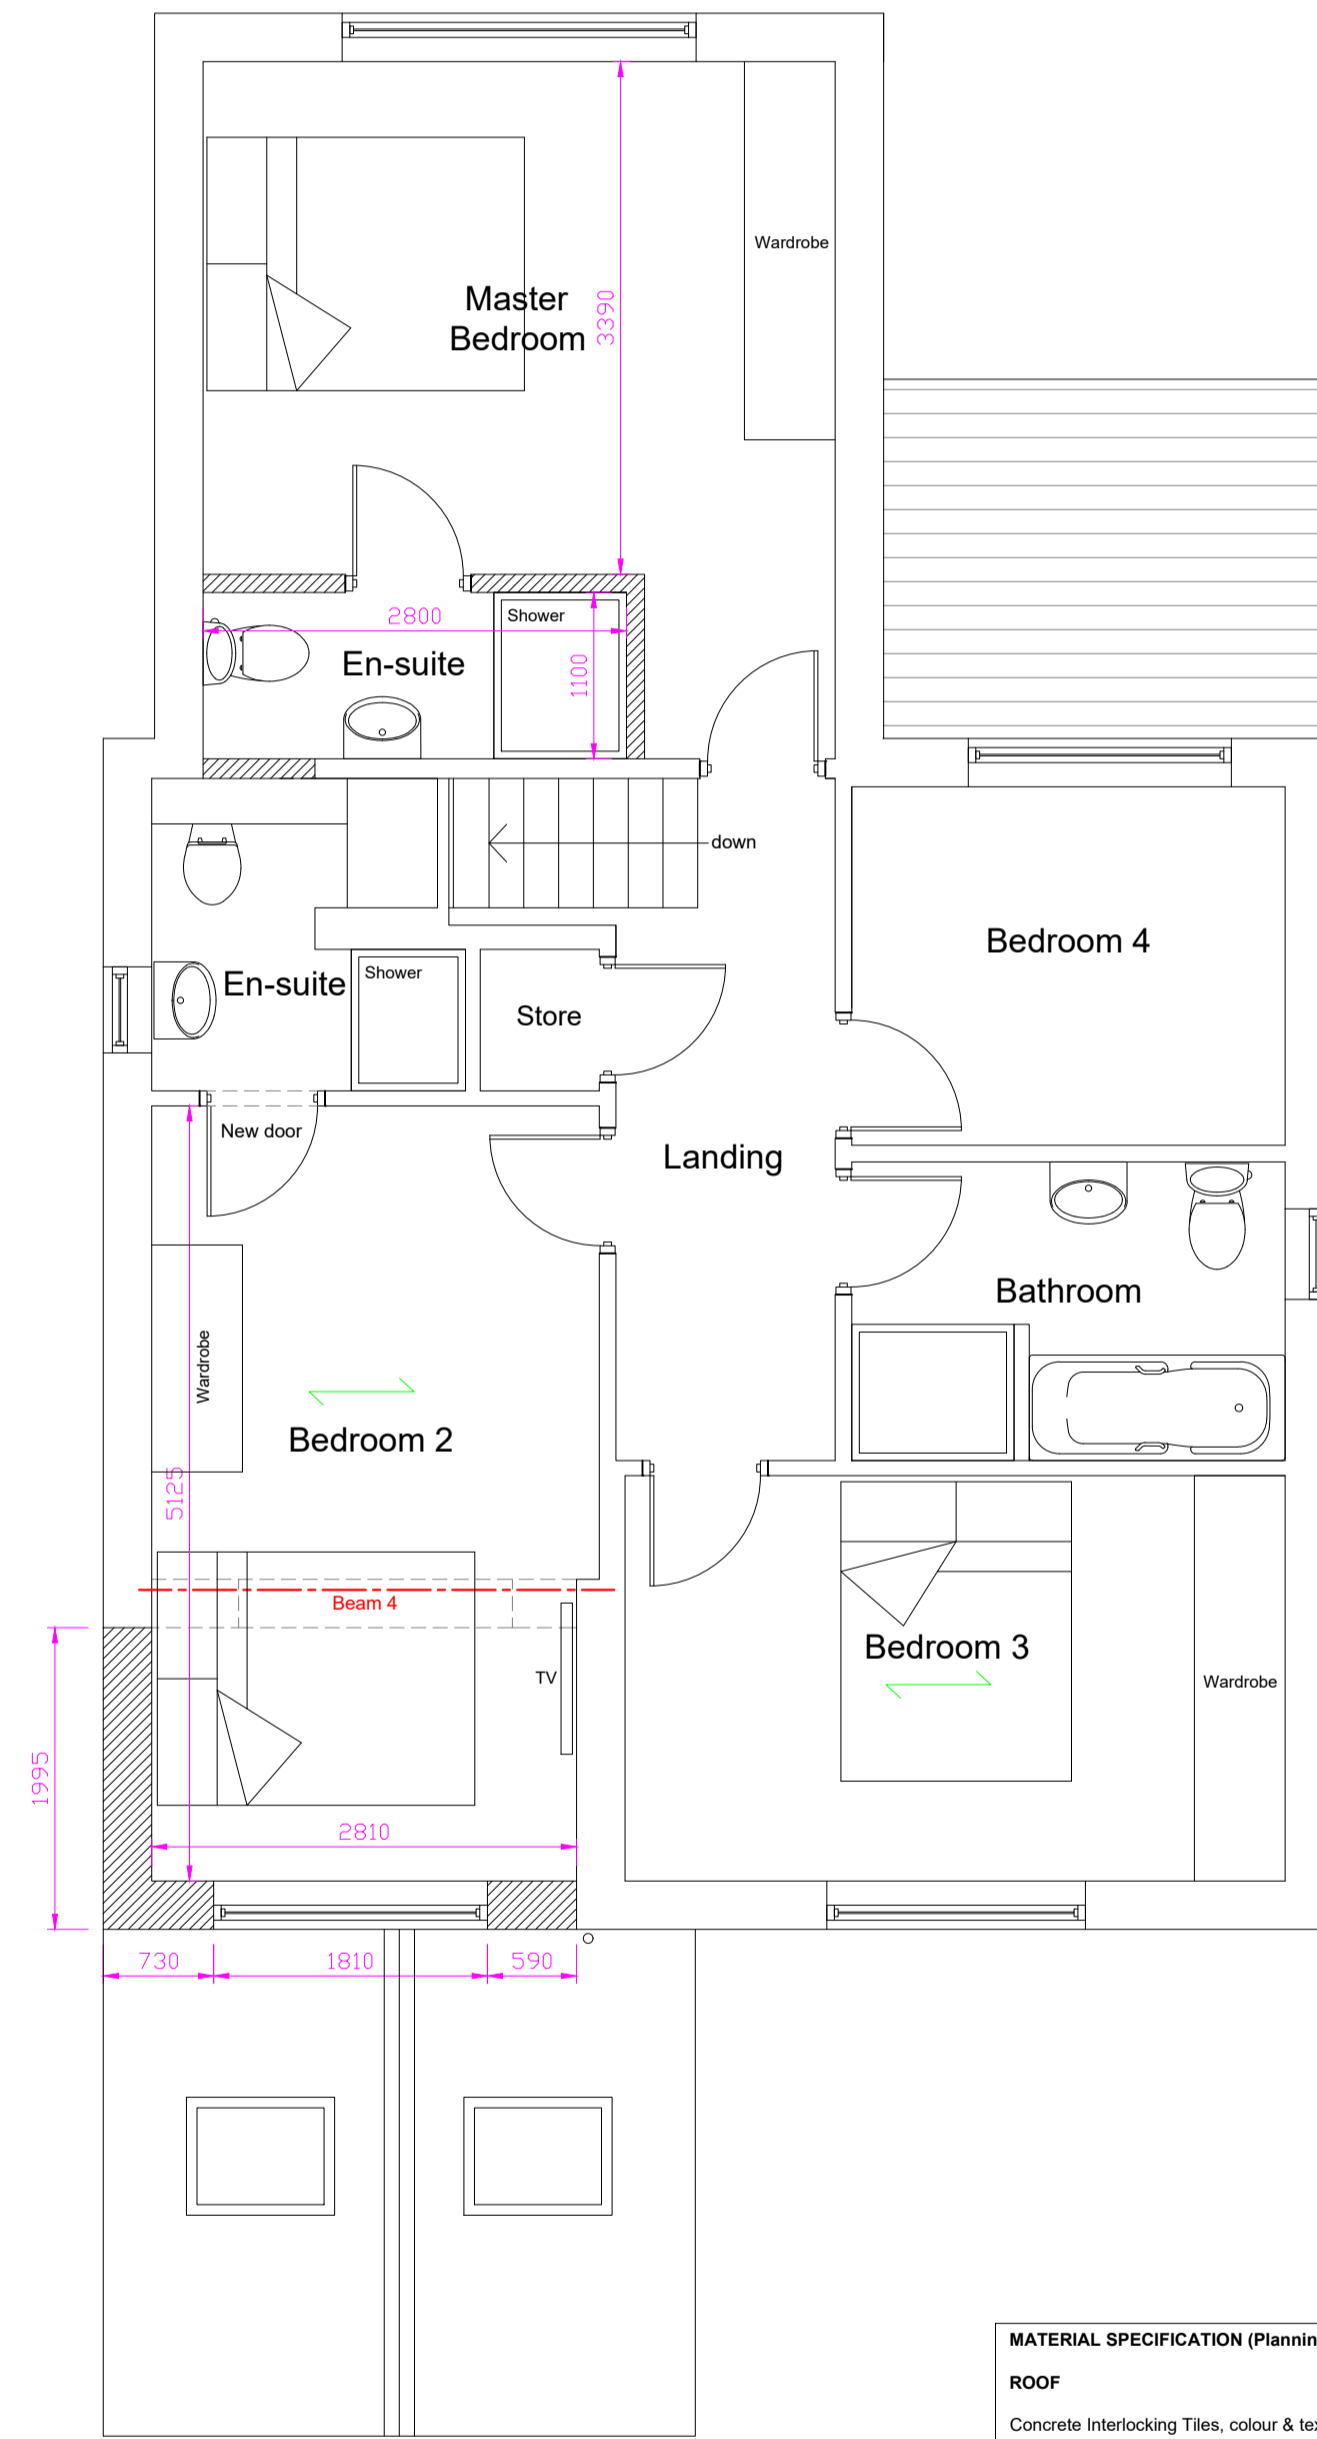 Wardrobe
Master
Bedroom
3390
2800
Shower
En-suite
1100
down
Bedroom 4
Shower
En-suite
Store
New door
Landing
Bathroom
Wardrobe
Bedroom 2
5125
Beam 4
Bedroom 3
TV
Wardrobe
1995
2810
730
1810
590
MATERIAL SPECIFICATION (Plannin
ROOF
Concrete Interlocking Tiles, colour & tex